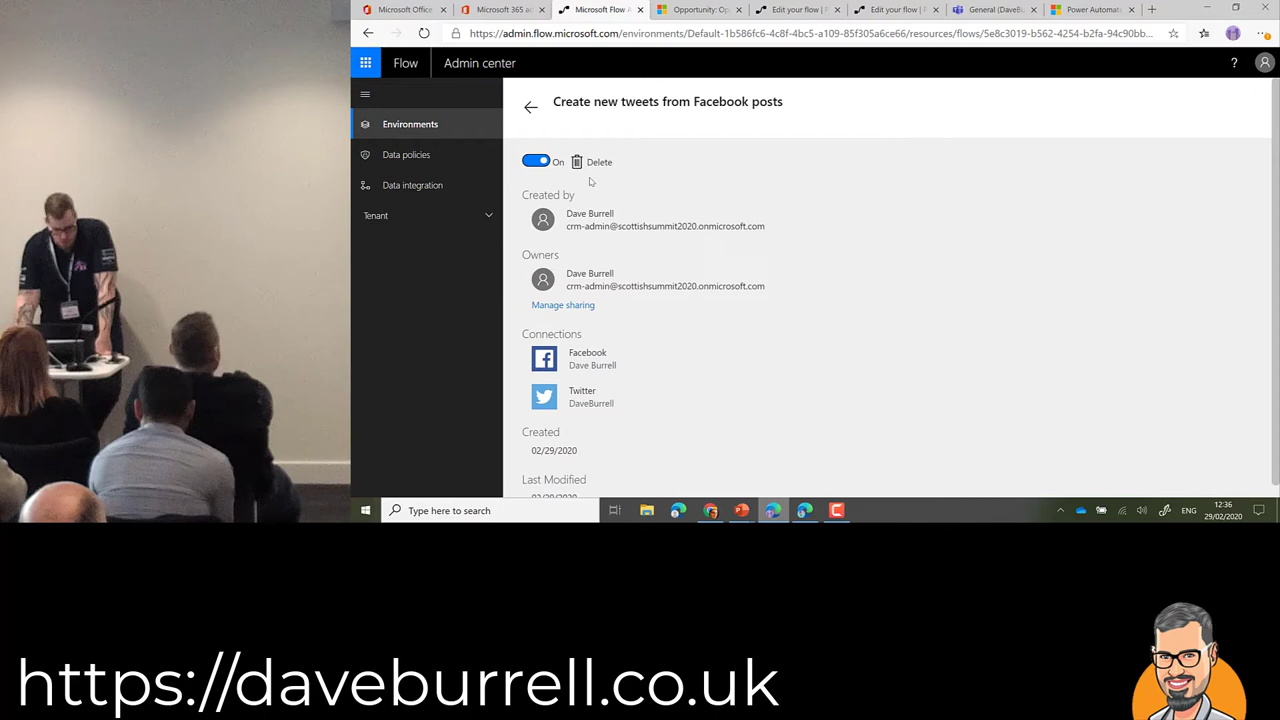 Microsoft Office
Microsoft 365 ad
Microsoft Flow A
Opportunity: Op
Edit your flow | P
Edit your flow | P
General (DaveBu
Power Automate
https://admin.flow.microsoft.com/environments/Default-1b586fc6-4c8f-4bc5-a109-85f305a6ce66/resources/flows/5e8c3019-b562-4254-b2fa-94c90bb...
Flow
Admin center
?
Create new tweets from Facebook posts
Environments
Data policies
Data integration
Tenant
On
Delete
Created by
Dave Burrell
crm-admin@scottishsummit2020.onmicrosoft.com
Owners
Dave Burrell
crm-admin@scottishsummit2020.onmicrosoft.com
Manage sharing
Connections
Facebook
Dave Burrell
Twitter
DaveBurrell
Created
02/29/2020
Last Modified
Type here to search
ENG
12:36
29/02/2020
https://daveburrell.co.uk